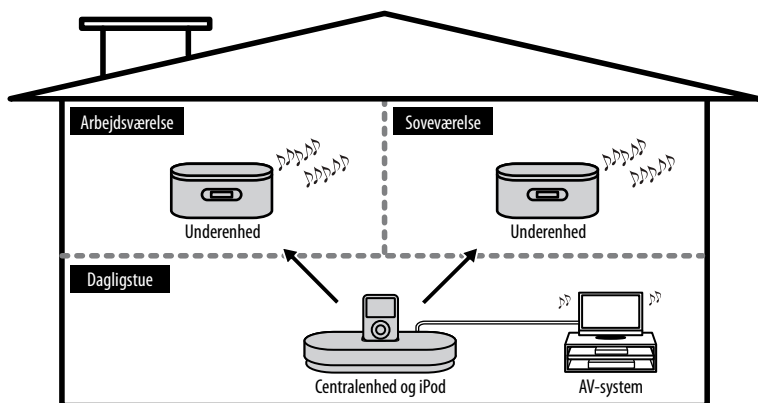 Arbejdsværelse
Soveværelse
Underenhed
Underenhed
Dagligstue
Centralenhed og iPod
AV-system